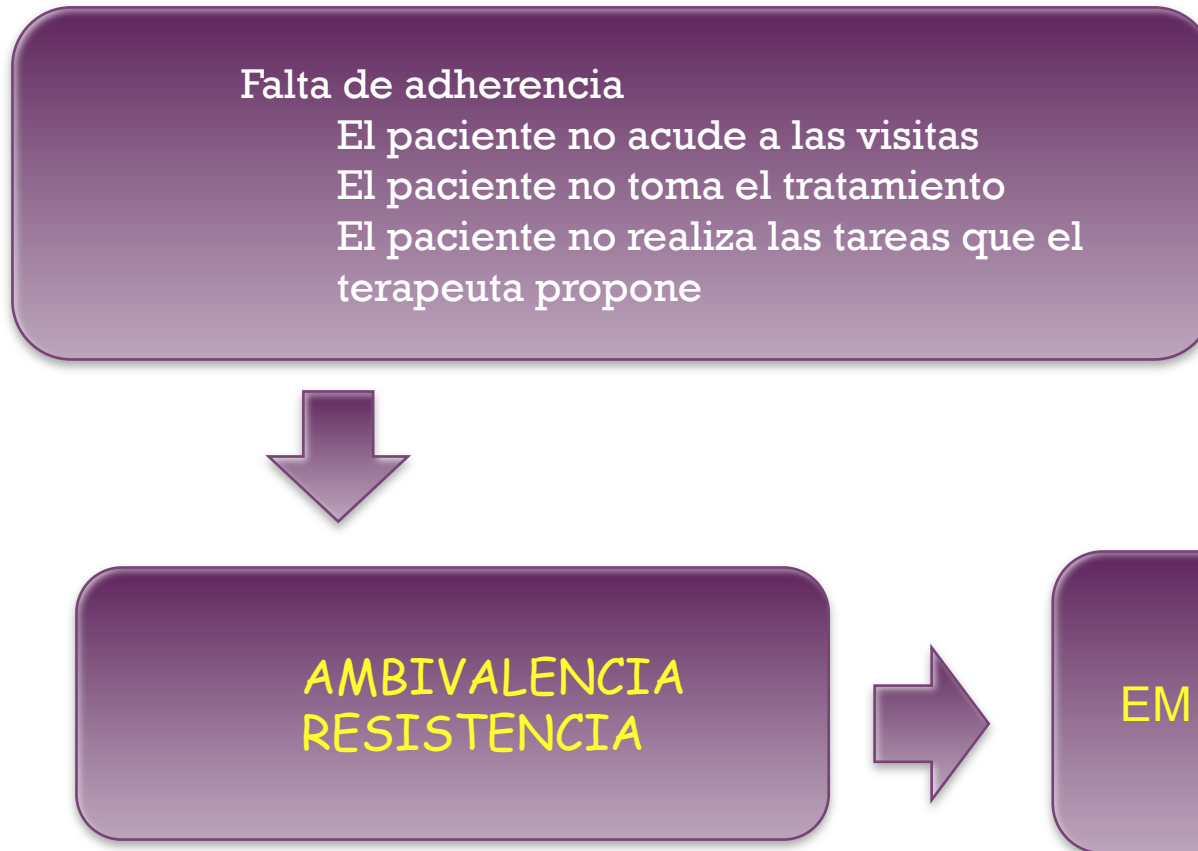 Falta de adherencia
El paciente no acude a las visitas
El paciente no toma el tratamiento
El paciente no realiza las tareas que el
terapeuta propone
AMBIVALENCIA
RESISTENCIA
EM